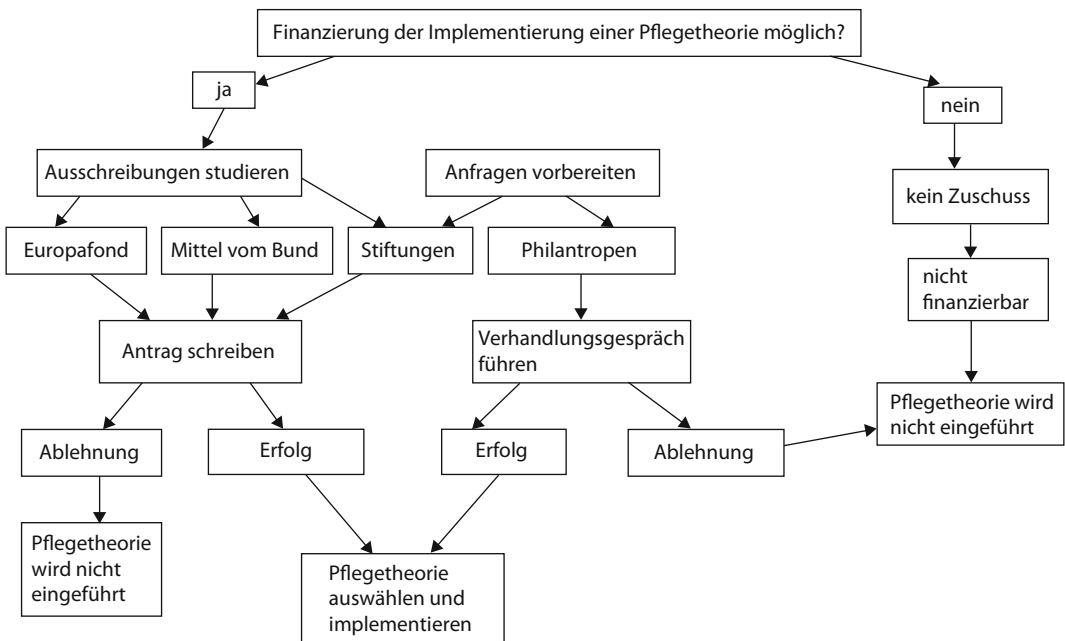 Finanzierung der Implementierung einer Pflegetheorie möglich?
ja
nein
Ausschreibungen studieren
Anfragen vorbereiten
kein Zuschuss
Europafond
Mittel vom Bund
Stiftungen
Philantropen
nicht
finanzierbar
Antrag schreiben
Verhandlungsgespräch
führen
Pflegetheorie wird
nicht eingeführt
Ablehnung
Erfolg
Erfolg
Ablehnung
Pflegetheorie
wird nicht
eingeführt
Pflegetheorie
auswählen und
implementieren